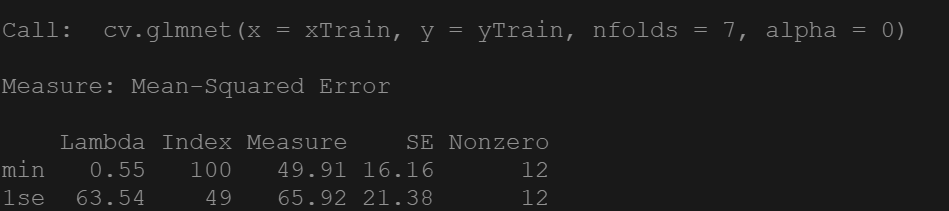 Call:  cv.glmnet(x = xTrain, y = yTrain, nfolds = 7, alpha = 0)
Measure: Mean-Squared Error
    Lambda Index Measure    SE Nonzero
min   0.55   100   49.91 16.16      12
1se  63.54    49   65.92 21.38      12